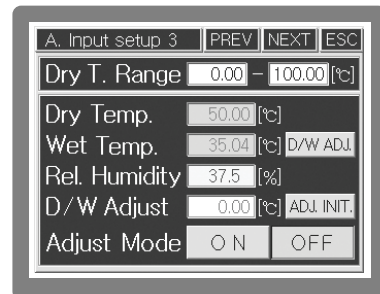 A. Input setup 3 PREV NEXT ESC
Dry T. Range 0.00 - 100.00 [℃]
Dry Temp. 50.00 [℃]
Wet Temp. 35.04 [℃] D/W ADJ.
Rel. Humidity 37.5 [%]
D/W Adjust 0.00 [℃] ADJ. INIT.
Adjust Mode O N OFF